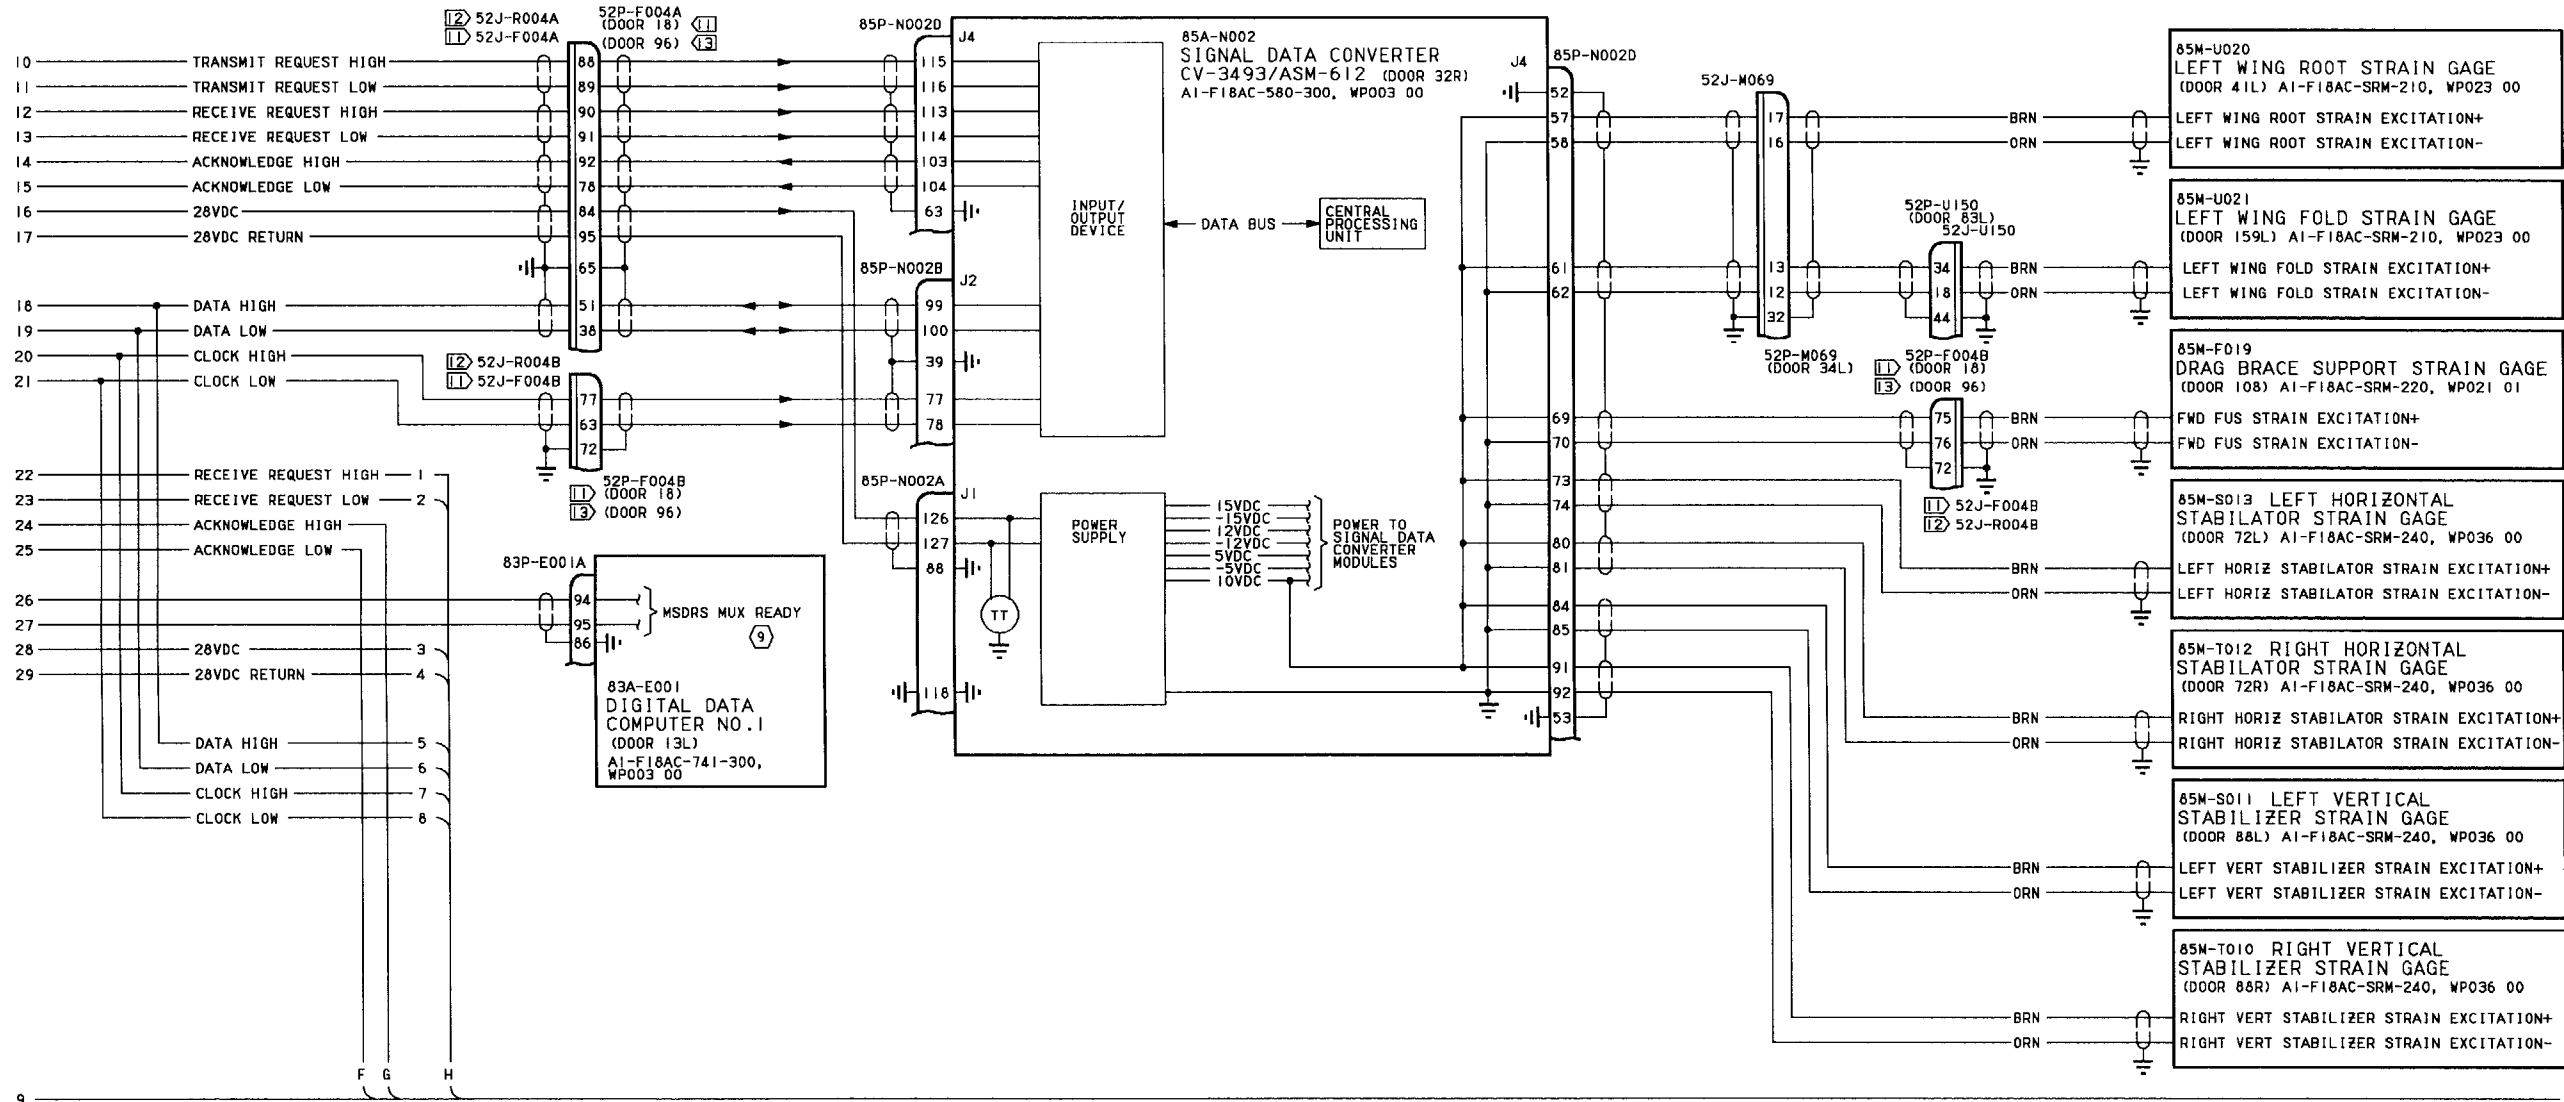 12 52J-R004A
11 52J-F004A
52P-F004A
(DOOR 18) 11
(DOOR 96) 13
10 TRANSMIT REQUEST HIGH 88
11 TRANSMIT REQUEST LOW 89
12 RECEIVE REQUEST HIGH 90
13 RECEIVE REQUEST LOW 91
14 ACKNOWLEDGE HIGH 92
15 ACKNOWLEDGE LOW 78
16 28VDC 84
17 28VDC RETURN 95
65
18 DATA HIGH 51
19 DATA LOW 38
20 CLOCK HIGH
21 CLOCK LOW
12 52J-R004B
11 52J-F004B
77
63
72
52P-F004B
11 (DOOR 18)
13 (DOOR 96)
22 RECEIVE REQUEST HIGH 1
23 RECEIVE REQUEST LOW 2
24 ACKNOWLEDGE HIGH
25 ACKNOWLEDGE LOW
26
27
28 28VDC 3
29 28VDC RETURN 4
DATA HIGH 5
DATA LOW 6
CLOCK HIGH 7
CLOCK LOW 8
F G H
9
83P-E001A
94
95
86
MSDRS MUX READY
9
83A-E001
DIGITAL DATA
COMPUTER NO.1
(DOOR 13L)
A1-F18AC-741-300,
WP003 00
85P-N002D
J4
115
116
113
114
103
104
63
85P-N002B
J2
99
100
39
77
78
85P-N002A
J1
126
127
88
118
TT
85A-N002
SIGNAL DATA CONVERTER
CV-3493/ASM-612 (DOOR 32R)
A1-F18AC-580-300, WP003 00
INPUT/
OUTPUT
DEVICE
DATA BUS
CENTRAL
PROCESSING
UNIT
POWER
SUPPLY
15VDC
-15VDC
12VDC
-12VDC
5VDC
-5VDC
10VDC
POWER TO
SIGNAL DATA
CONVERTER
MODULES
J4
85P-N002D
52
57
58
61
62
69
70
73
74
80
81
84
85
91
92
53
52J-M069
17
16
13
12
32
52P-M069
(DOOR 34L)
52P-U150
(DOOR 83L)
52J-U150
34
18
44
52P-F004B
11 (DOOR 18)
13 (DOOR 96)
75
76
72
11 52J-F004B
12 52J-R004B
85M-U020
LEFT WING ROOT STRAIN GAGE
(DOOR 41L) A1-F18AC-SRM-210, WP023 00
BRN LEFT WING ROOT STRAIN EXCITATION+
ORN LEFT WING ROOT STRAIN EXCITATION-
85M-U021
LEFT WING FOLD STRAIN GAGE
(DOOR 159L) A1-F18AC-SRM-210, WP023 00
BRN LEFT WING FOLD STRAIN EXCITATION+
ORN LEFT WING FOLD STRAIN EXCITATION-
85M-F019
DRAG BRACE SUPPORT STRAIN GAGE
(DOOR 108) A1-F18AC-SRM-220, WP021 01
BRN FWD FUS STRAIN EXCITATION+
ORN FWD FUS STRAIN EXCITATION-
85M-S013 LEFT HORIZONTAL
STABILATOR STRAIN GAGE
(DOOR 72L) A1-F18AC-SRM-240, WP036 00
BRN LEFT HORIZ STABILATOR STRAIN EXCITATION+
ORN LEFT HORIZ STABILATOR STRAIN EXCITATION-
85M-T012 RIGHT HORIZONTAL
STABILATOR STRAIN GAGE
(DOOR 72R) A1-F18AC-SRM-240, WP036 00
BRN RIGHT HORIZ STABILATOR STRAIN EXCITATION+
ORN RIGHT HORIZ STABILATOR STRAIN EXCITATION-
85M-S011 LEFT VERTICAL
STABILIZER STRAIN GAGE
(DOOR 88L) A1-F18AC-SRM-240, WP036 00
BRN LEFT VERT STABILIZER STRAIN EXCITATION+
ORN LEFT VERT STABILIZER STRAIN EXCITATION-
85M-T010 RIGHT VERTICAL
STABILIZER STRAIN GAGE
(DOOR 88R) A1-F18AC-SRM-240, WP036 00
BRN RIGHT VERT STABILIZER STRAIN EXCITATION+
ORN RIGHT VERT STABILIZER STRAIN EXCITATION-